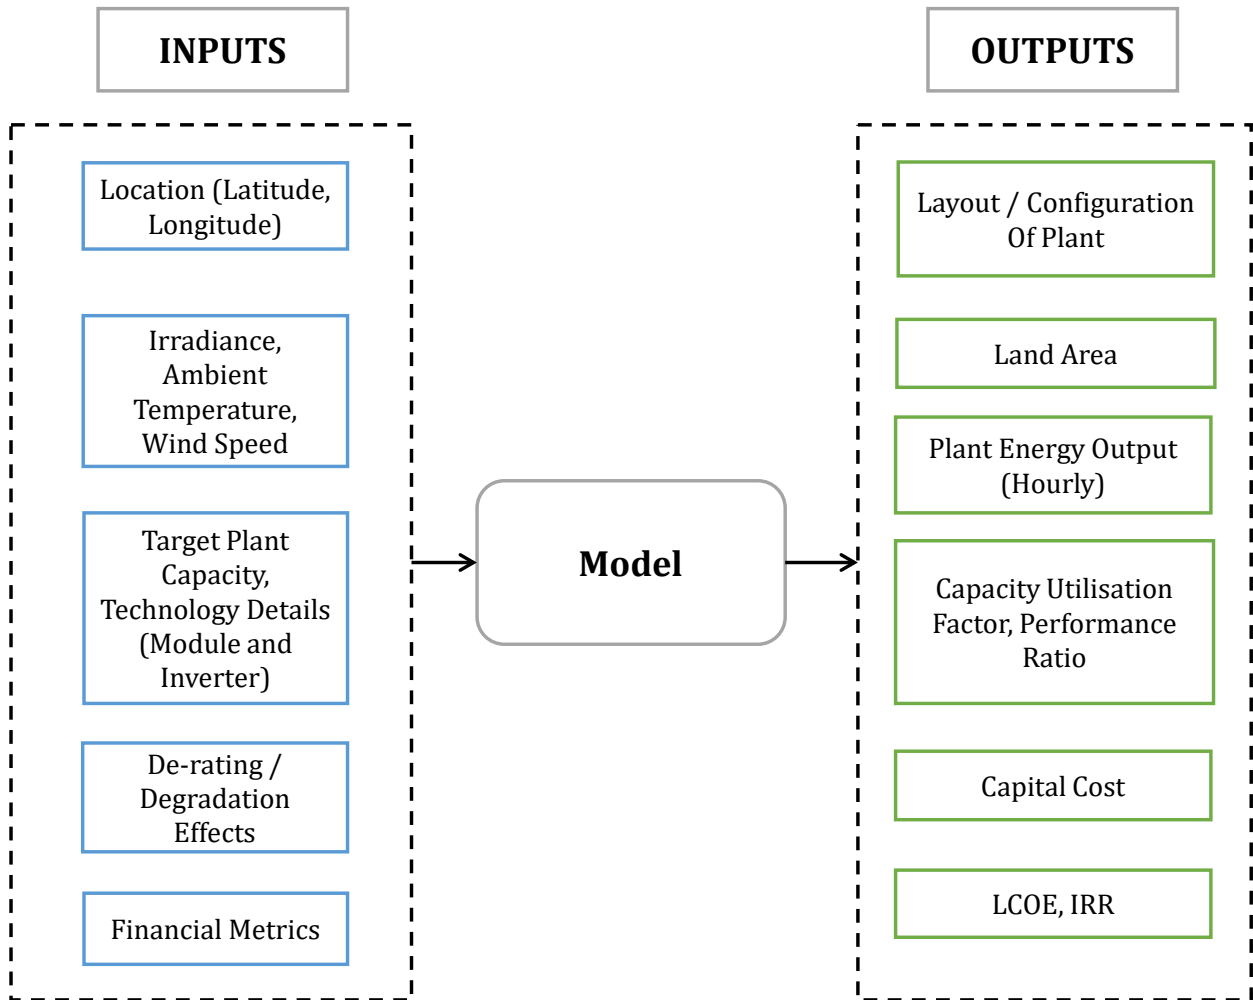 INPUTS
Location (Latitude,
Longitude)
Irradiance,
Ambient
Temperature,
Wind Speed
Target Plant
Capacity,
Technology Details
(Module and
Inverter)
De-rating /
Degradation
Effects
Financial Metrics
Model
OUTPUTS
Layout / Configuration
Of Plant
Land Area
Plant Energy Output
(Hourly)
Capacity Utilisation
Factor, Performance
Ratio
Capital Cost
LCOE, IRR